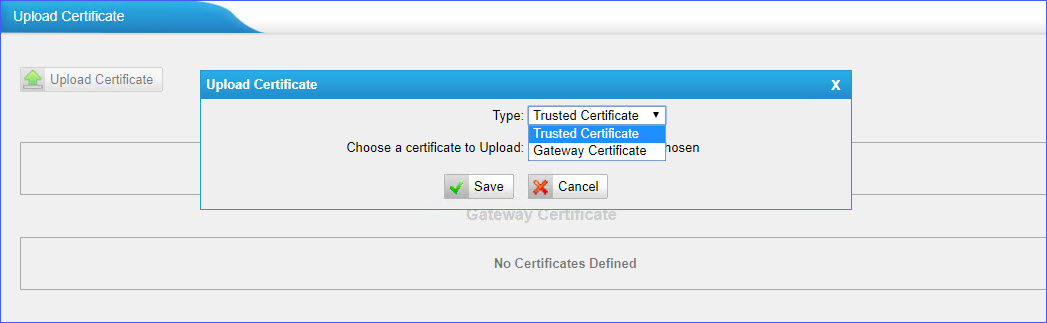 Upload Certificate
Upload Certificate
Upload Certificate
X
Type: Trusted Certificate
Trusted Certificate
Gateway Certificate
Choose a certificate to Upload: hosen
Save Cancel
Gateway Certificate
No Certificates Defined